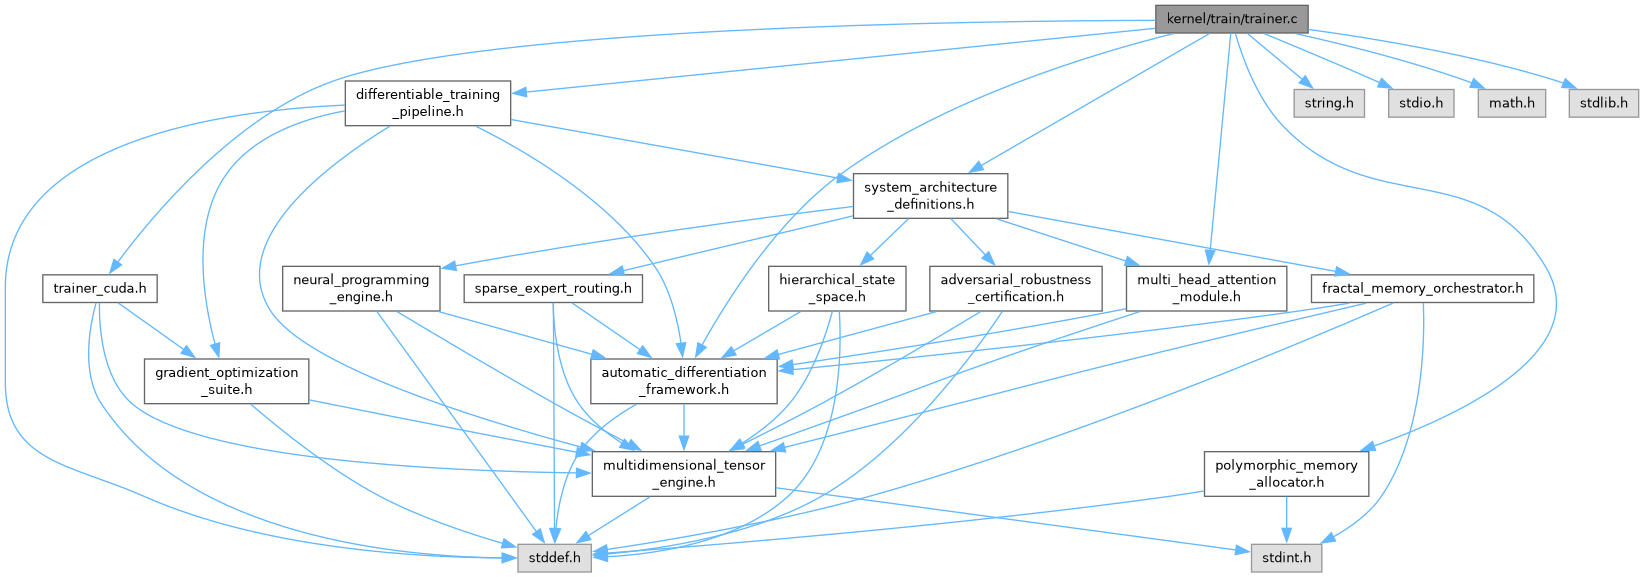 kernel/train/trainer.c
differentiable_training
_pipeline.h
string.h
stdio.h
math.h
stdlib.h
system_architecture
_definitions.h
trainer_cuda.h
neural_programming
_engine.h
sparse_expert_routing.h
hierarchical_state
_space.h
adversarial_robustness
_certification.h
multi_head_attention
_module.h
fractal_memory_orchestrator.h
gradient_optimization
_suite.h
automatic_differentiation
_framework.h
multidimensional_tensor
_engine.h
polymorphic_memory
_allocator.h
stddef.h
stdint.h